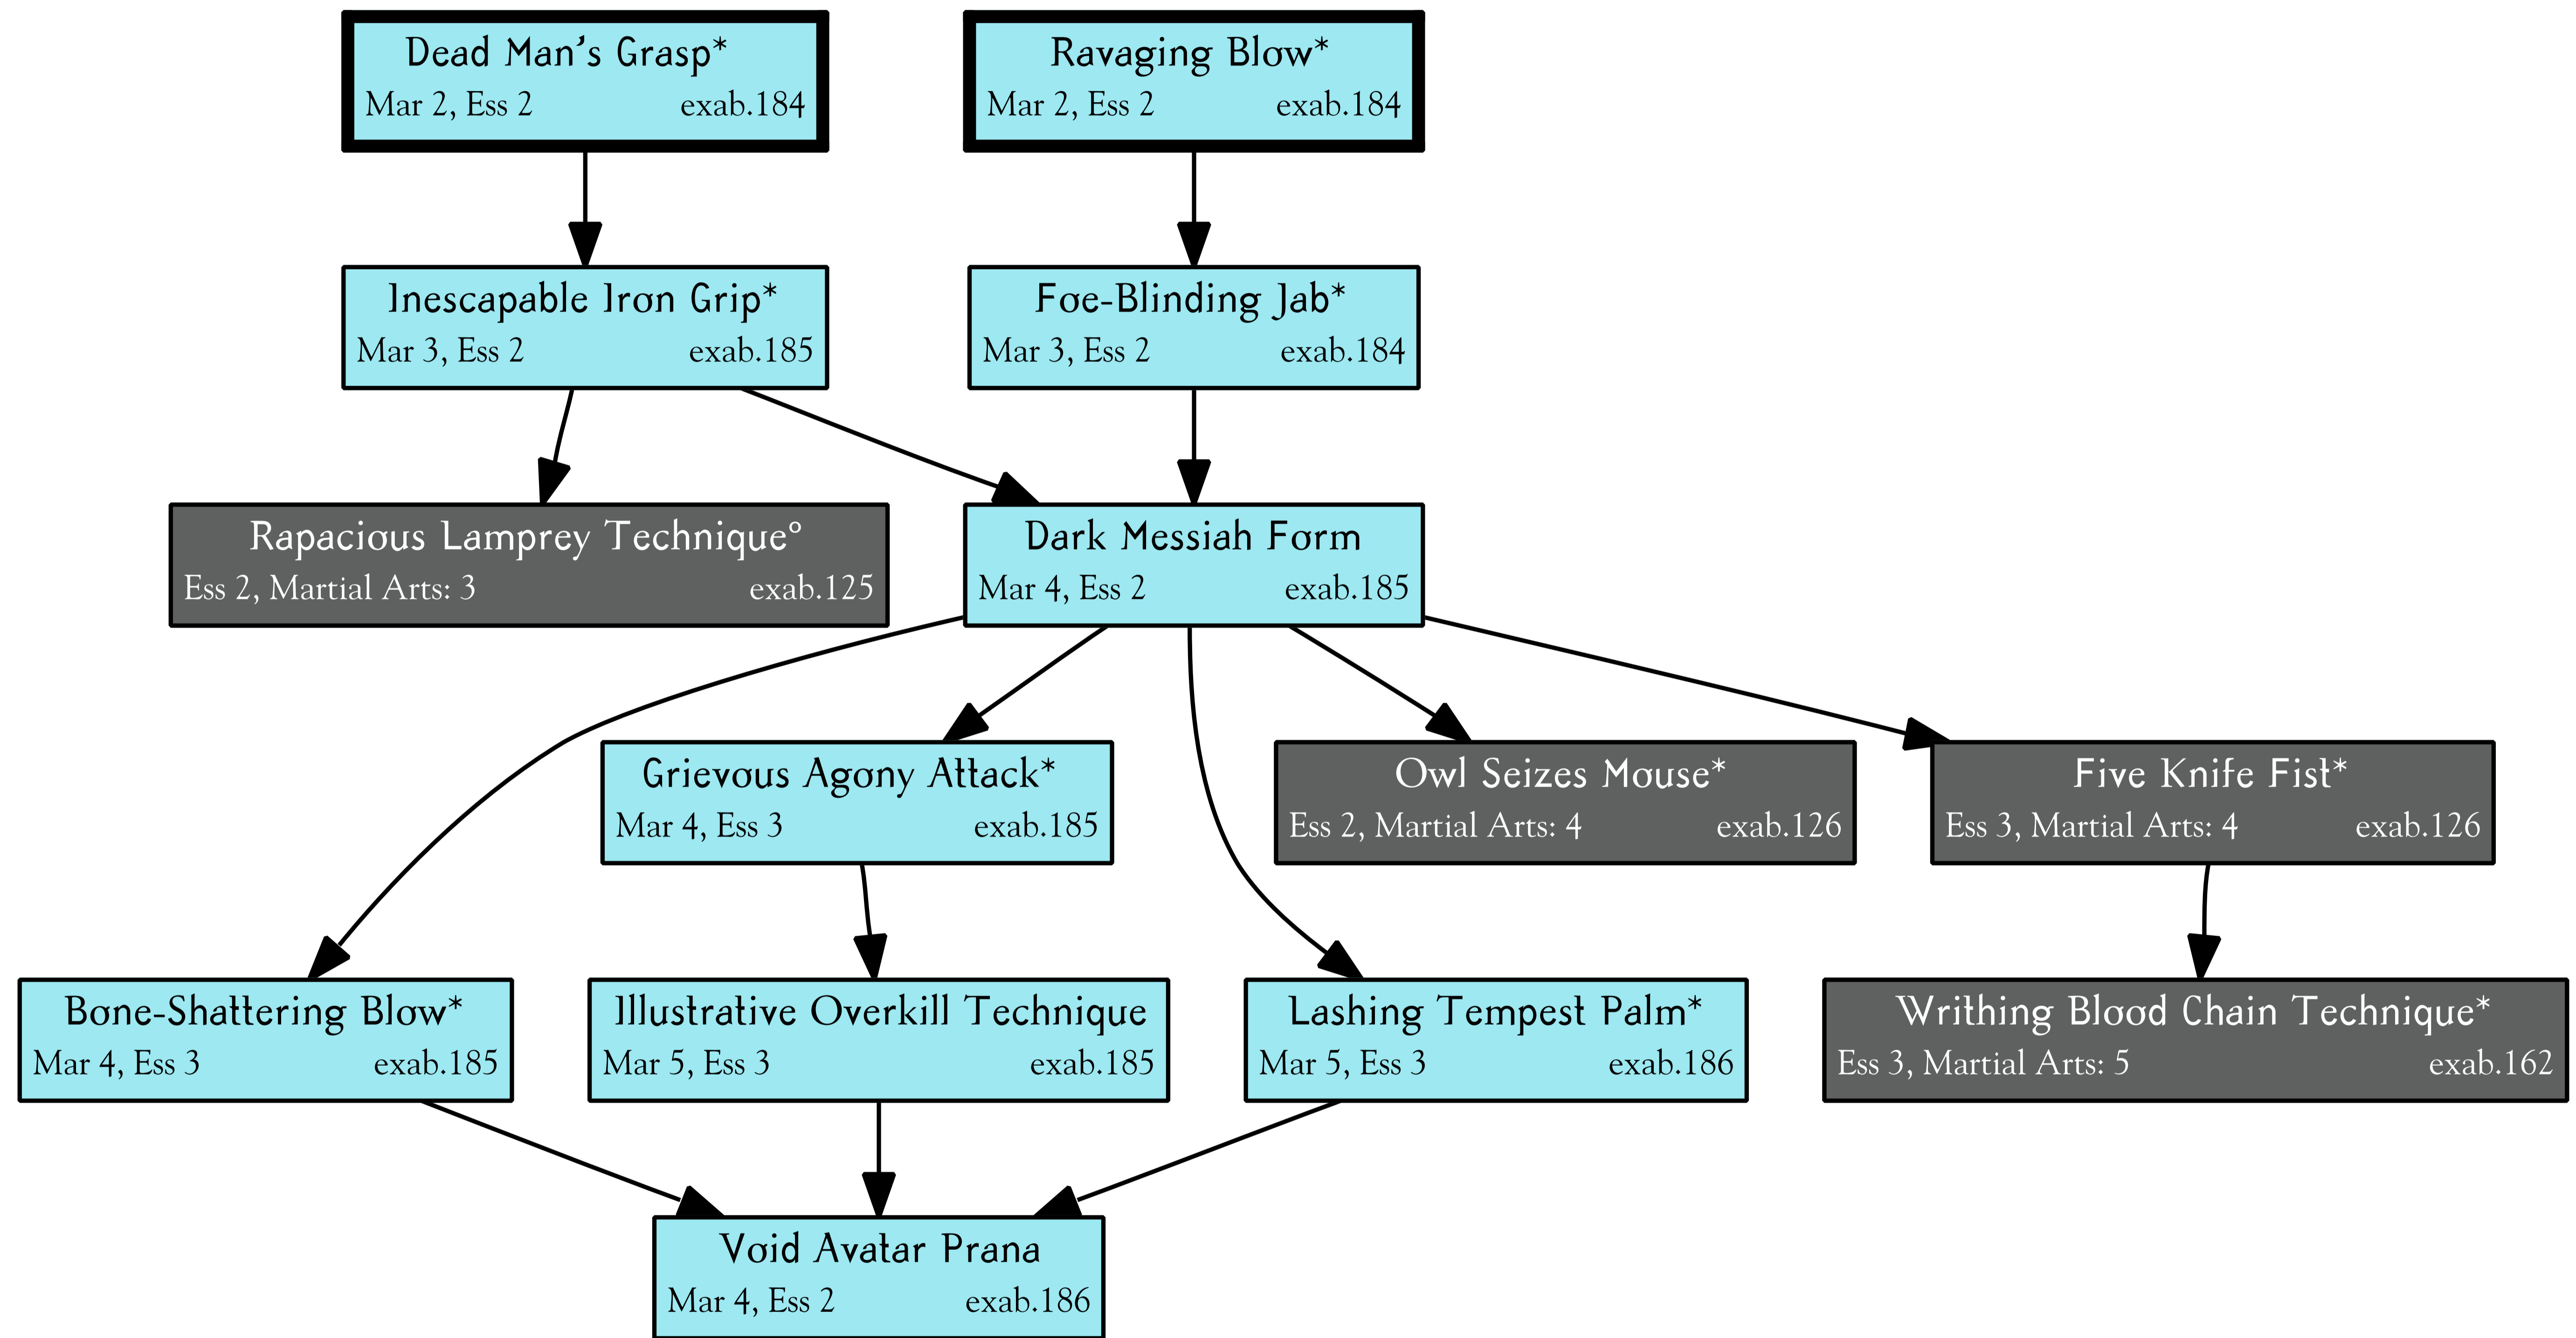 Dead Man's Grasp*
Mar 2, Ess 2 exab.184
Ravaging Blow*
Mar 2, Ess 2 exab.184
Inescapable Iron Grip*
Mar 3, Ess 2 exab.185
Foe-Blinding Jab*
Mar 3, Ess 2 exab.184
Rapacious Lamprey Technique°
Ess 2, Martial Arts: 3 exab.125
Dark Messiah Form
Mar 4, Ess 2 exab.185
Grievous Agony Attack*
Mar 4, Ess 3 exab.185
Owl Seizes Mouse*
Ess 2, Martial Arts: 4 exab.126
Five Knife Fist*
Ess 3, Martial Arts: 4 exab.126
Bone-Shattering Blow*
Mar 4, Ess 3 exab.185
Illustrative Overkill Technique
Mar 5, Ess 3 exab.185
Lashing Tempest Palm*
Mar 5, Ess 3 exab.186
Writhing Blood Chain Technique*
Ess 3, Martial Arts: 5 exab.162
Void Avatar Prana
Mar 4, Ess 2 exab.186